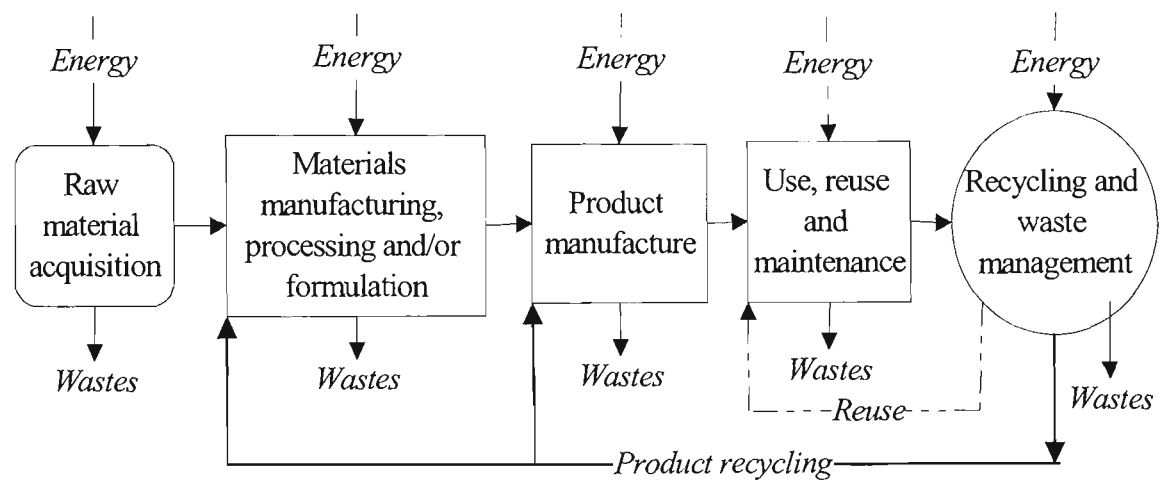 Energy
Energy
Energy
Energy
Energy
Raw
material
acquisition
Materials
manufacturing,
processing and/or
formulation
Product
manufacture
Use, reuse
and
maintenance
Recycling and
waste
management
Wastes
Wastes
Wastes
Wastes
Wastes
Reuse
Product recycling